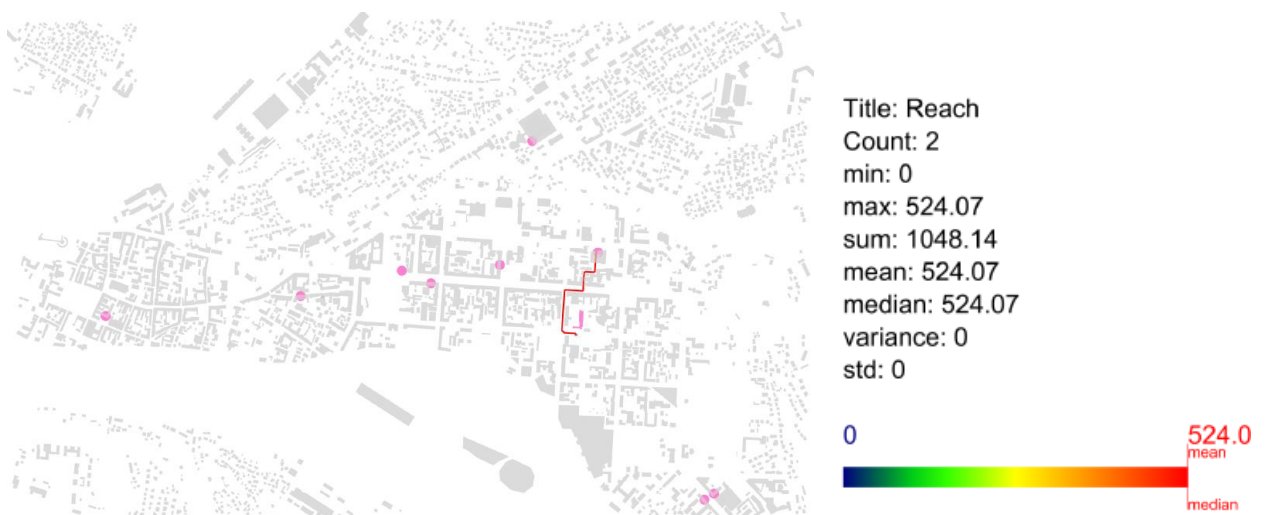 Title: Reach
Count: 2
min: 0
max: 524.07
sum: 1048.14
mean: 524.07
median: 524.07
variance: 0
std: 0
0
524.0
mean
median